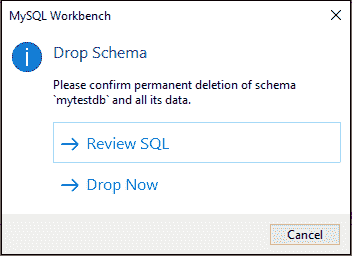 MySQL Workbench
Drop Schema
Please confirm permanent deletion of schema
`mytestdb` and all its data.
Review SQL
Drop Now
Cancel